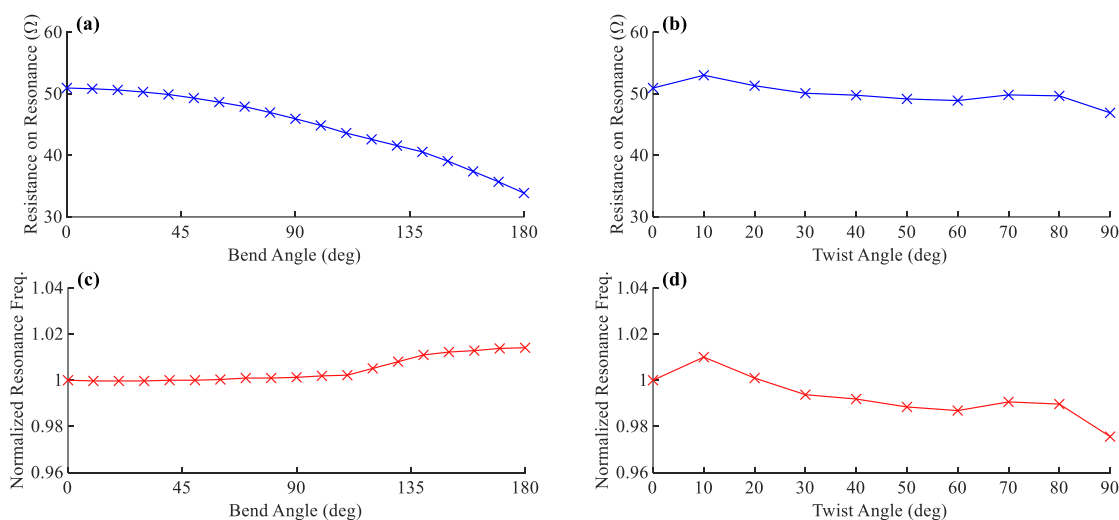 (a)
Resistance on Resonance (Ω)
60
50
40
30
0 45 90 135 180
Bend Angle (deg)
(b)
Resistance on Resonance (Ω)
60
50
40
30
0 10 20 30 40 50 60 70 80 90
Twist Angle (deg)
(c)
Normalized Resonance Freq.
1.04
1.02
1
0.98
0.96
0 45 90 135 180
Bend Angle (deg)
(d)
Normalized Resonance Freq.
1.04
1.02
1
0.98
0.96
0 10 20 30 40 50 60 70 80 90
Twist Angle (deg)